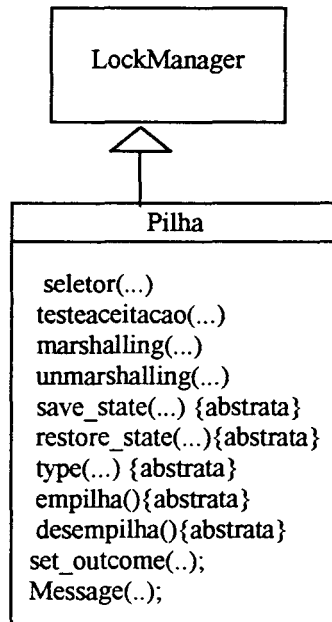 LockManager
Pilha
seletor(...)
testeaceitacao(...)
marshalling(...)
unmarshalling(...)
save_state(...) {abstrata}
restore_state(...){abstrata}
type(...) {abstrata}
empilha(){abstrata}
desempilha(){abstrata}
set_outcome(..);
Message(..);